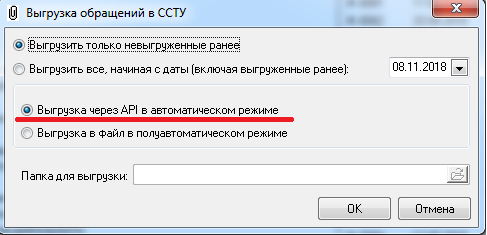 Выгрузка обращений в ССТУ
Выгрузить только невыгруженные ранее
Выгрузить все, начиная с даты (включая выгруженные ранее): 08.11.2018
Выгрузка через API в автоматическом режиме
Выгрузка в файл в полуавтоматическом режиме
Папка для выгрузки:
OK Отмена